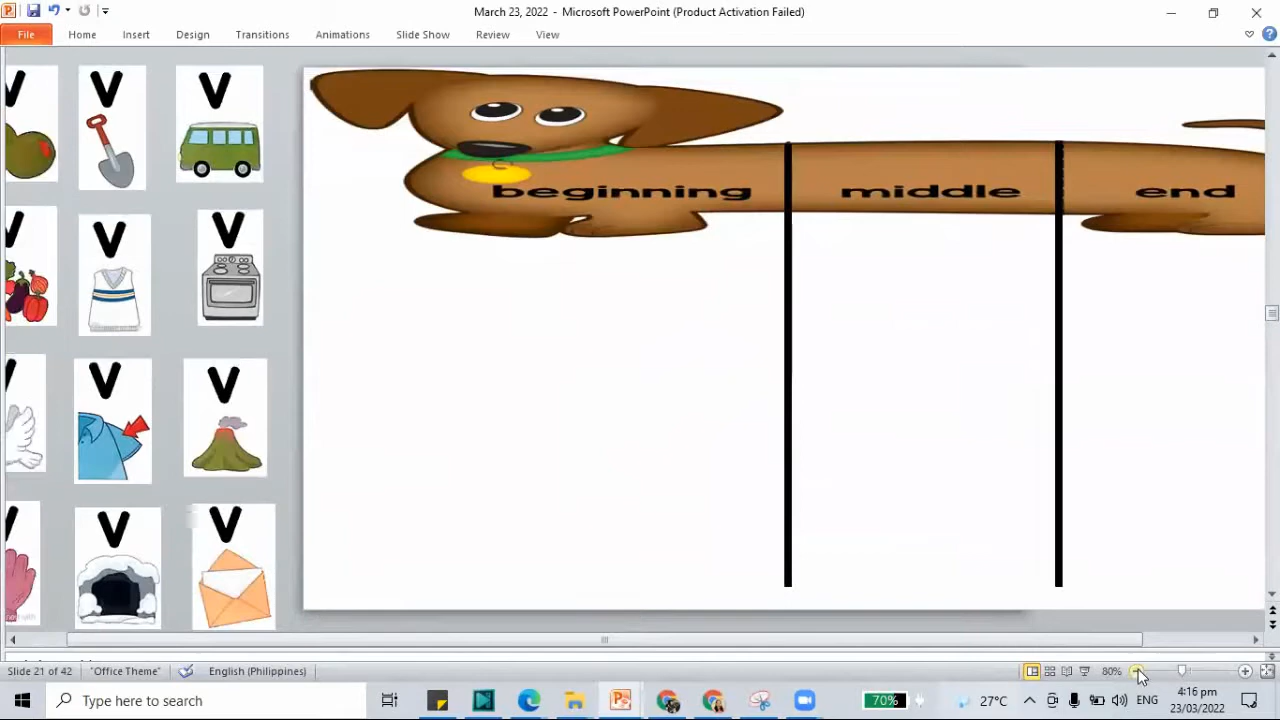 March 23, 2022 - Microsoft PowerPoint (Product Activation Failed)
File Home Insert Design Transitions Animations Slide Show Review View
V V V
V V V
V V V
V V V
beginning middle end
Slide 21 of 42 "Office Theme" English (Philippines) 80%
Type here to search 70% 27°C ENG 4:16 pm
23/03/2022